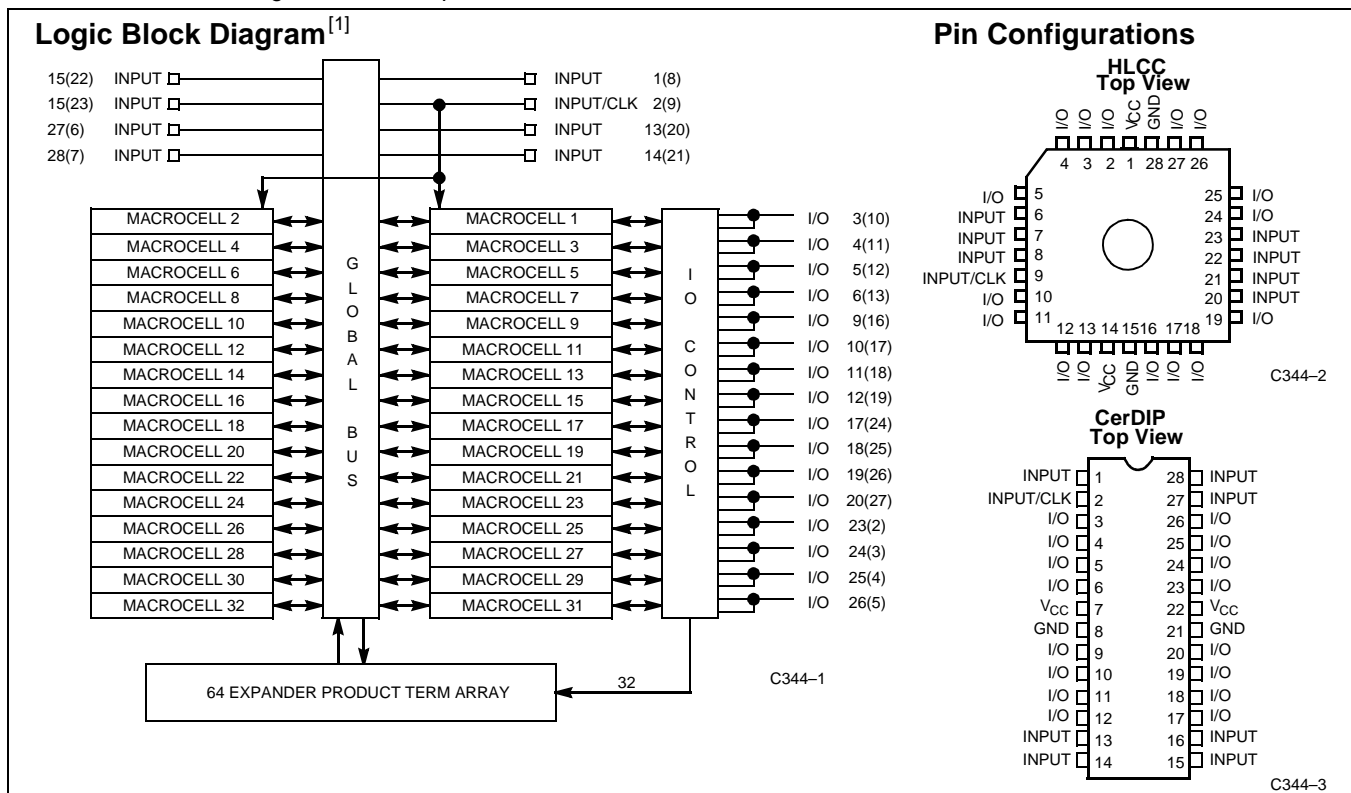 Logic Block Diagram[1]
15(22) INPUT INPUT 1(8)
15(23) INPUT INPUT/CLK 2(9)
27(6) INPUT INPUT 13(20)
28(7) INPUT INPUT 14(21)
MACROCELL 2 MACROCELL 1 I/O 3(10)
MACROCELL 4 MACROCELL 3 I/O 4(11)
MACROCELL 6 MACROCELL 5 I/O 5(12)
MACROCELL 8 MACROCELL 7 I/O 6(13)
MACROCELL 10 MACROCELL 9 I/O 9(16)
MACROCELL 12 MACROCELL 11 I/O 10(17)
MACROCELL 14 MACROCELL 13 I/O 11(18)
MACROCELL 16 MACROCELL 15 I/O 12(19)
MACROCELL 18 MACROCELL 17 I/O 17(24)
MACROCELL 20 MACROCELL 19 I/O 18(25)
MACROCELL 22 MACROCELL 21 I/O 19(26)
MACROCELL 24 MACROCELL 23 I/O 20(27)
MACROCELL 26 MACROCELL 25 I/O 23(2)
MACROCELL 28 MACROCELL 27 I/O 24(3)
MACROCELL 30 MACROCELL 29 I/O 25(4)
MACROCELL 32 MACROCELL 31 I/O 26(5)
GLOBAL BUS
IO CONTROL
64 EXPANDER PRODUCT TERM ARRAY
32
C344–1
Pin Configurations
HLCC
Top View
I/O I/O I/O VCC GND I/O I/O
4 3 2 1 28 27 26
I/O 5 25 I/O
INPUT 6 24 I/O
INPUT 7 23 INPUT
INPUT 8 22 INPUT
INPUT/CLK 9 21 INPUT
I/O 10 20 INPUT
I/O 11 19 I/O
12 13 14 15 16 17 18
I/O I/O VCC GND I/O I/O I/O
C344–2
CerDIP
Top View
INPUT 1 28 INPUT
INPUT/CLK 2 27 INPUT
I/O 3 26 I/O
I/O 4 25 I/O
I/O 5 24 I/O
I/O 6 23 I/O
VCC 7 22 VCC
GND 8 21 GND
I/O 9 20 I/O
I/O 10 19 I/O
I/O 11 18 I/O
I/O 12 17 I/O
INPUT 13 16 INPUT
INPUT 14 15 INPUT
C344–3